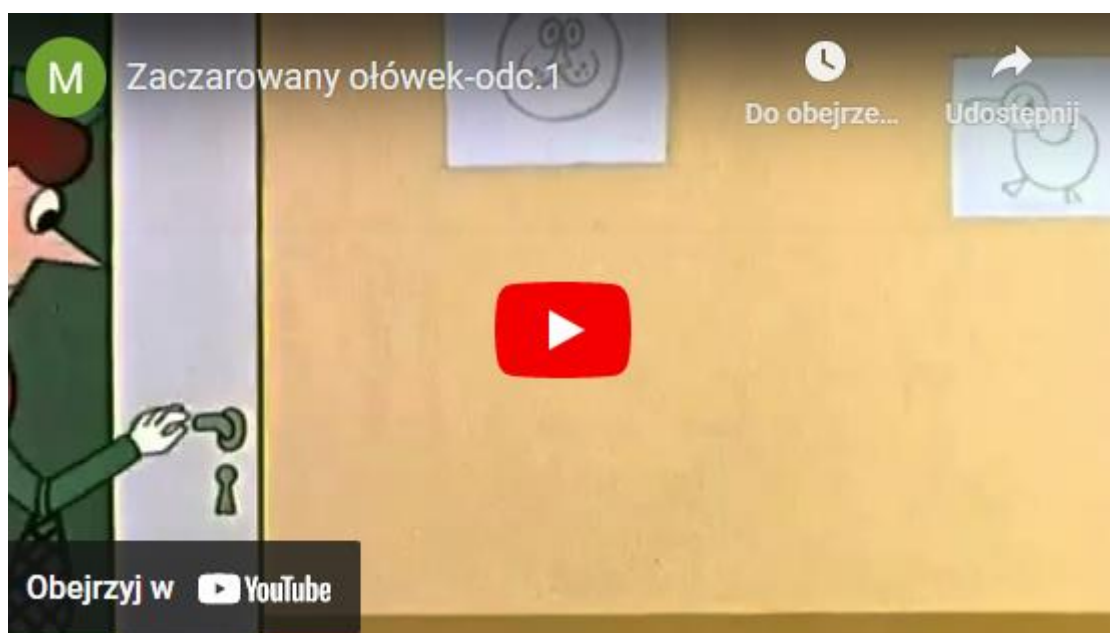 M
Zaczarowany ołówek-odc.1
Do obejrze...
Udostępnij
Obejrzyj w YouTube